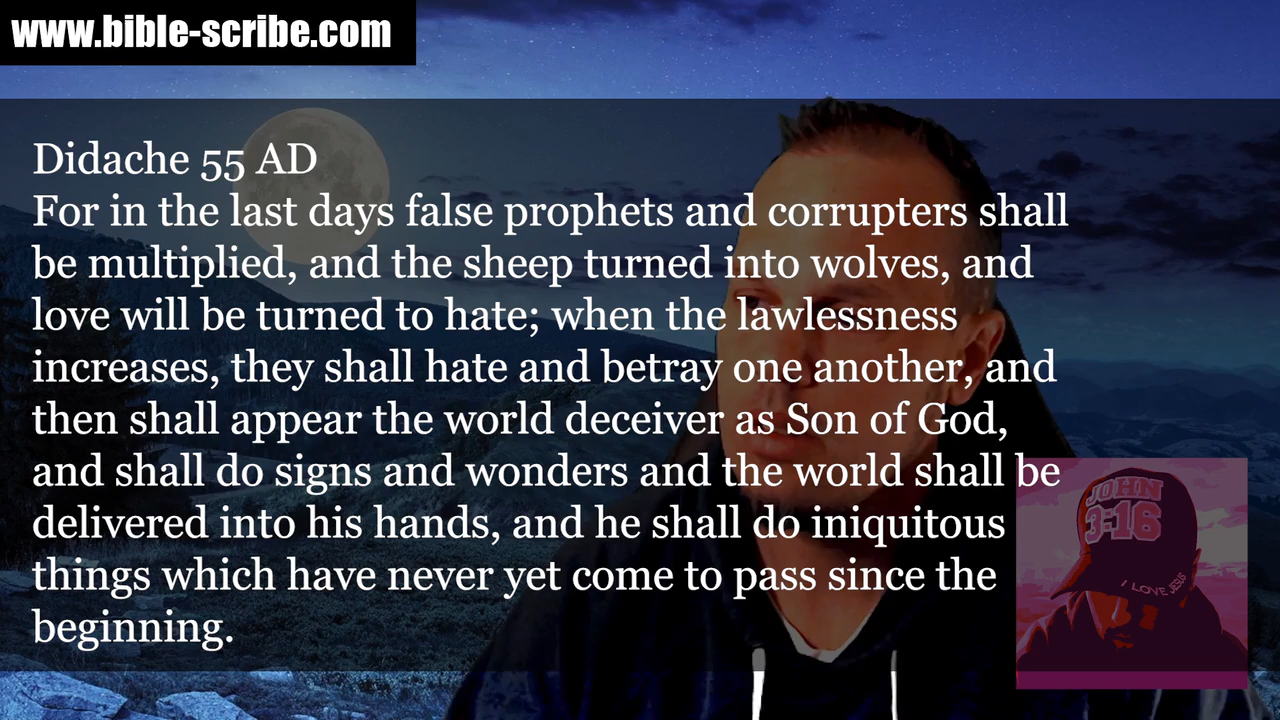 www.bible-scribe.com
Didache 55 AD
For in the last days false prophets and corrupters shall
be multiplied, and the sheep turned into wolves, and
love will be turned to hate; when the lawlessness
increases, they shall hate and betray one another, and
then shall appear the world deceiver as Son of God,
and shall do signs and wonders and the world shall be
delivered into his hands, and he shall do iniquitous
things which have never yet come to pass since the
beginning.
JOHN
3:16
I LOVE JESUS